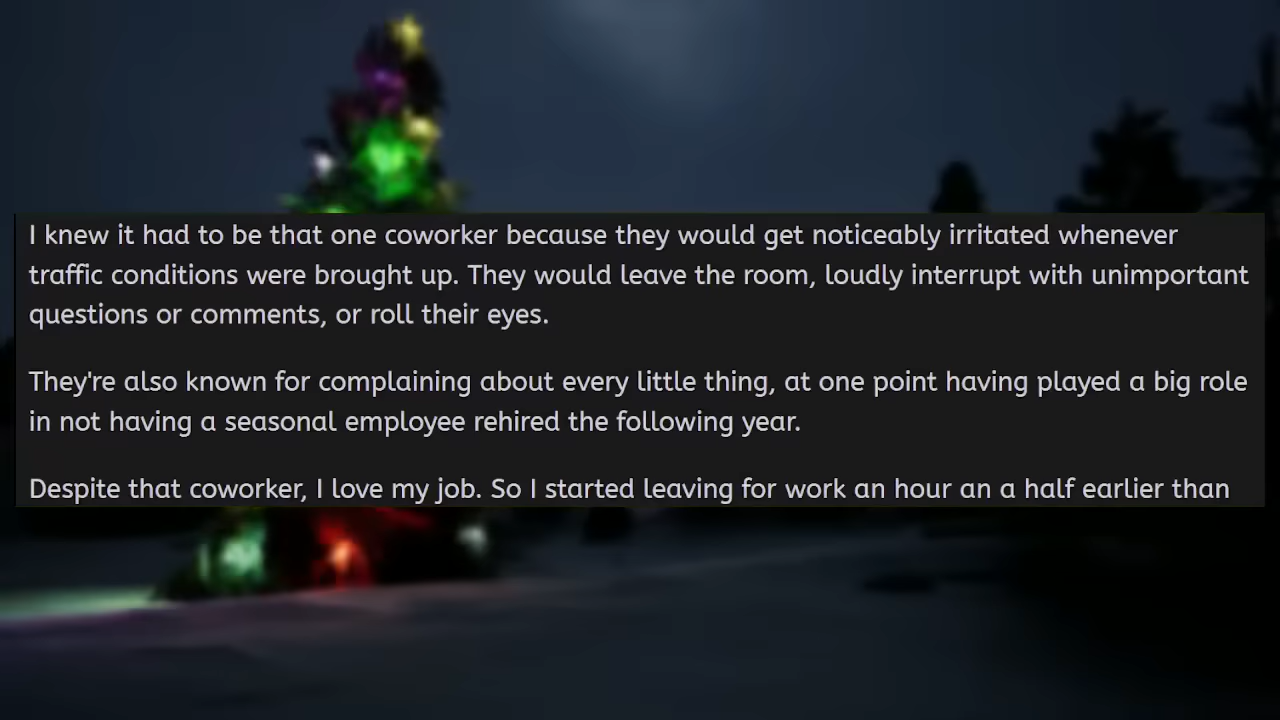 I knew it had to be that one coworker because they would get noticeably irritated whenever
traffic conditions were brought up. They would leave the room, loudly interrupt with unimportant
questions or comments, or roll their eyes.
They're also known for complaining about every little thing, at one point having played a big role
in not having a seasonal employee rehired the following year.
Despite that coworker, I love my job. So I started leaving for work an hour an a half earlier than